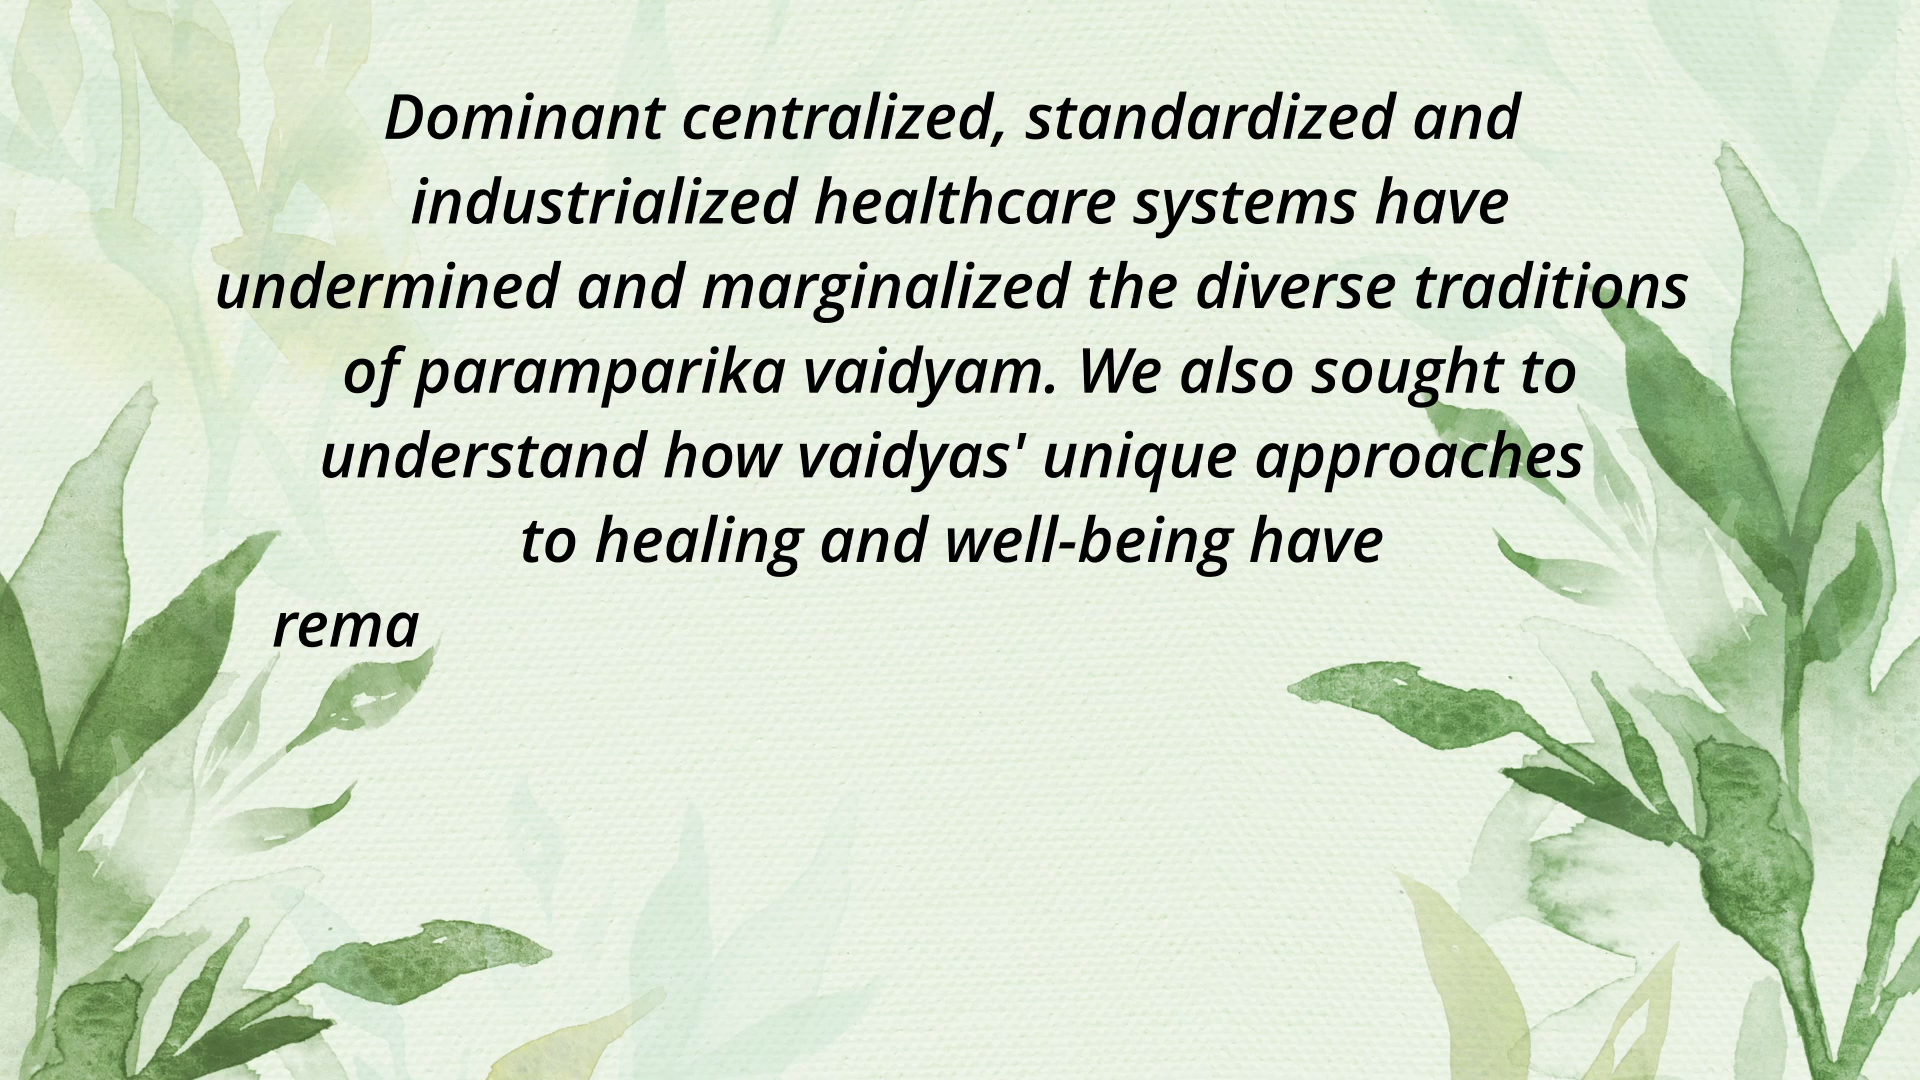 Dominant centralized, standardized and
industrialized healthcare systems have
undermined and marginalized the diverse traditions
of paramparika vaidyam. We also sought to
understand how vaidyas' unique approaches
to healing and well-being have
rema